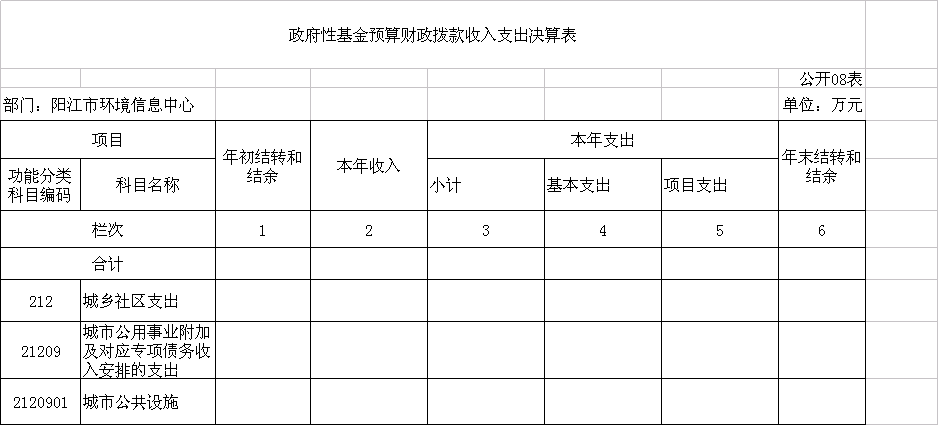 政府性基金预算财政拨款收入支出决算表
公开08表
部门：阳江市环境信息中心 单位：万元
项目 年初结转和结余 本年收入 本年支出 年末结转和结余
功能分类科目编码 科目名称 小计 基本支出 项目支出
栏次 1 2 3 4 5 6
合计
212 城乡社区支出
21209 城市公用事业附加及对应专项债务收入安排的支出
2120901 城市公共设施